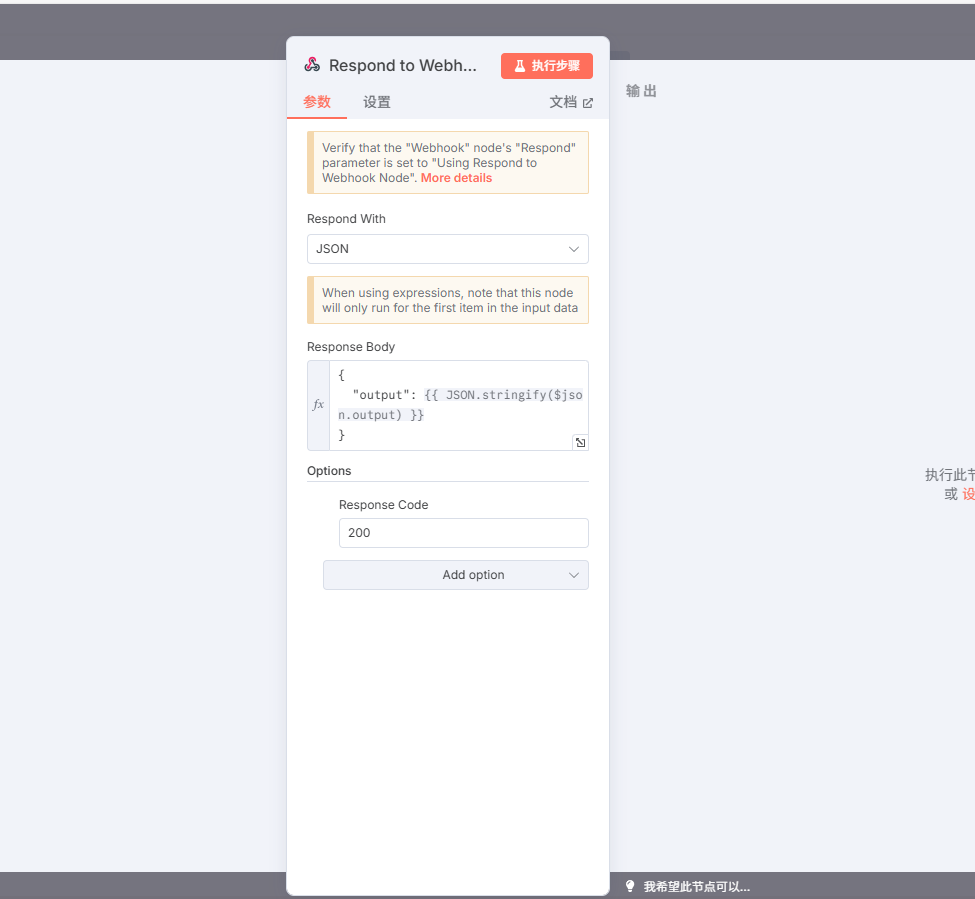 Respond to Webh...
执行步骤
参数
设置
文档
输出
Verify that the "Webhook" node's "Respond"
parameter is set to "Using Respond to
Webhook Node". More details
Respond With
JSON
When using expressions, note that this node
will only run for the first item in the input data
Response Body
fx
{
"output": {{ JSON.stringify($jso
n.output) }}
}
Options
Response Code
200
Add option
执行此节
或 设
我希望此节点可以...